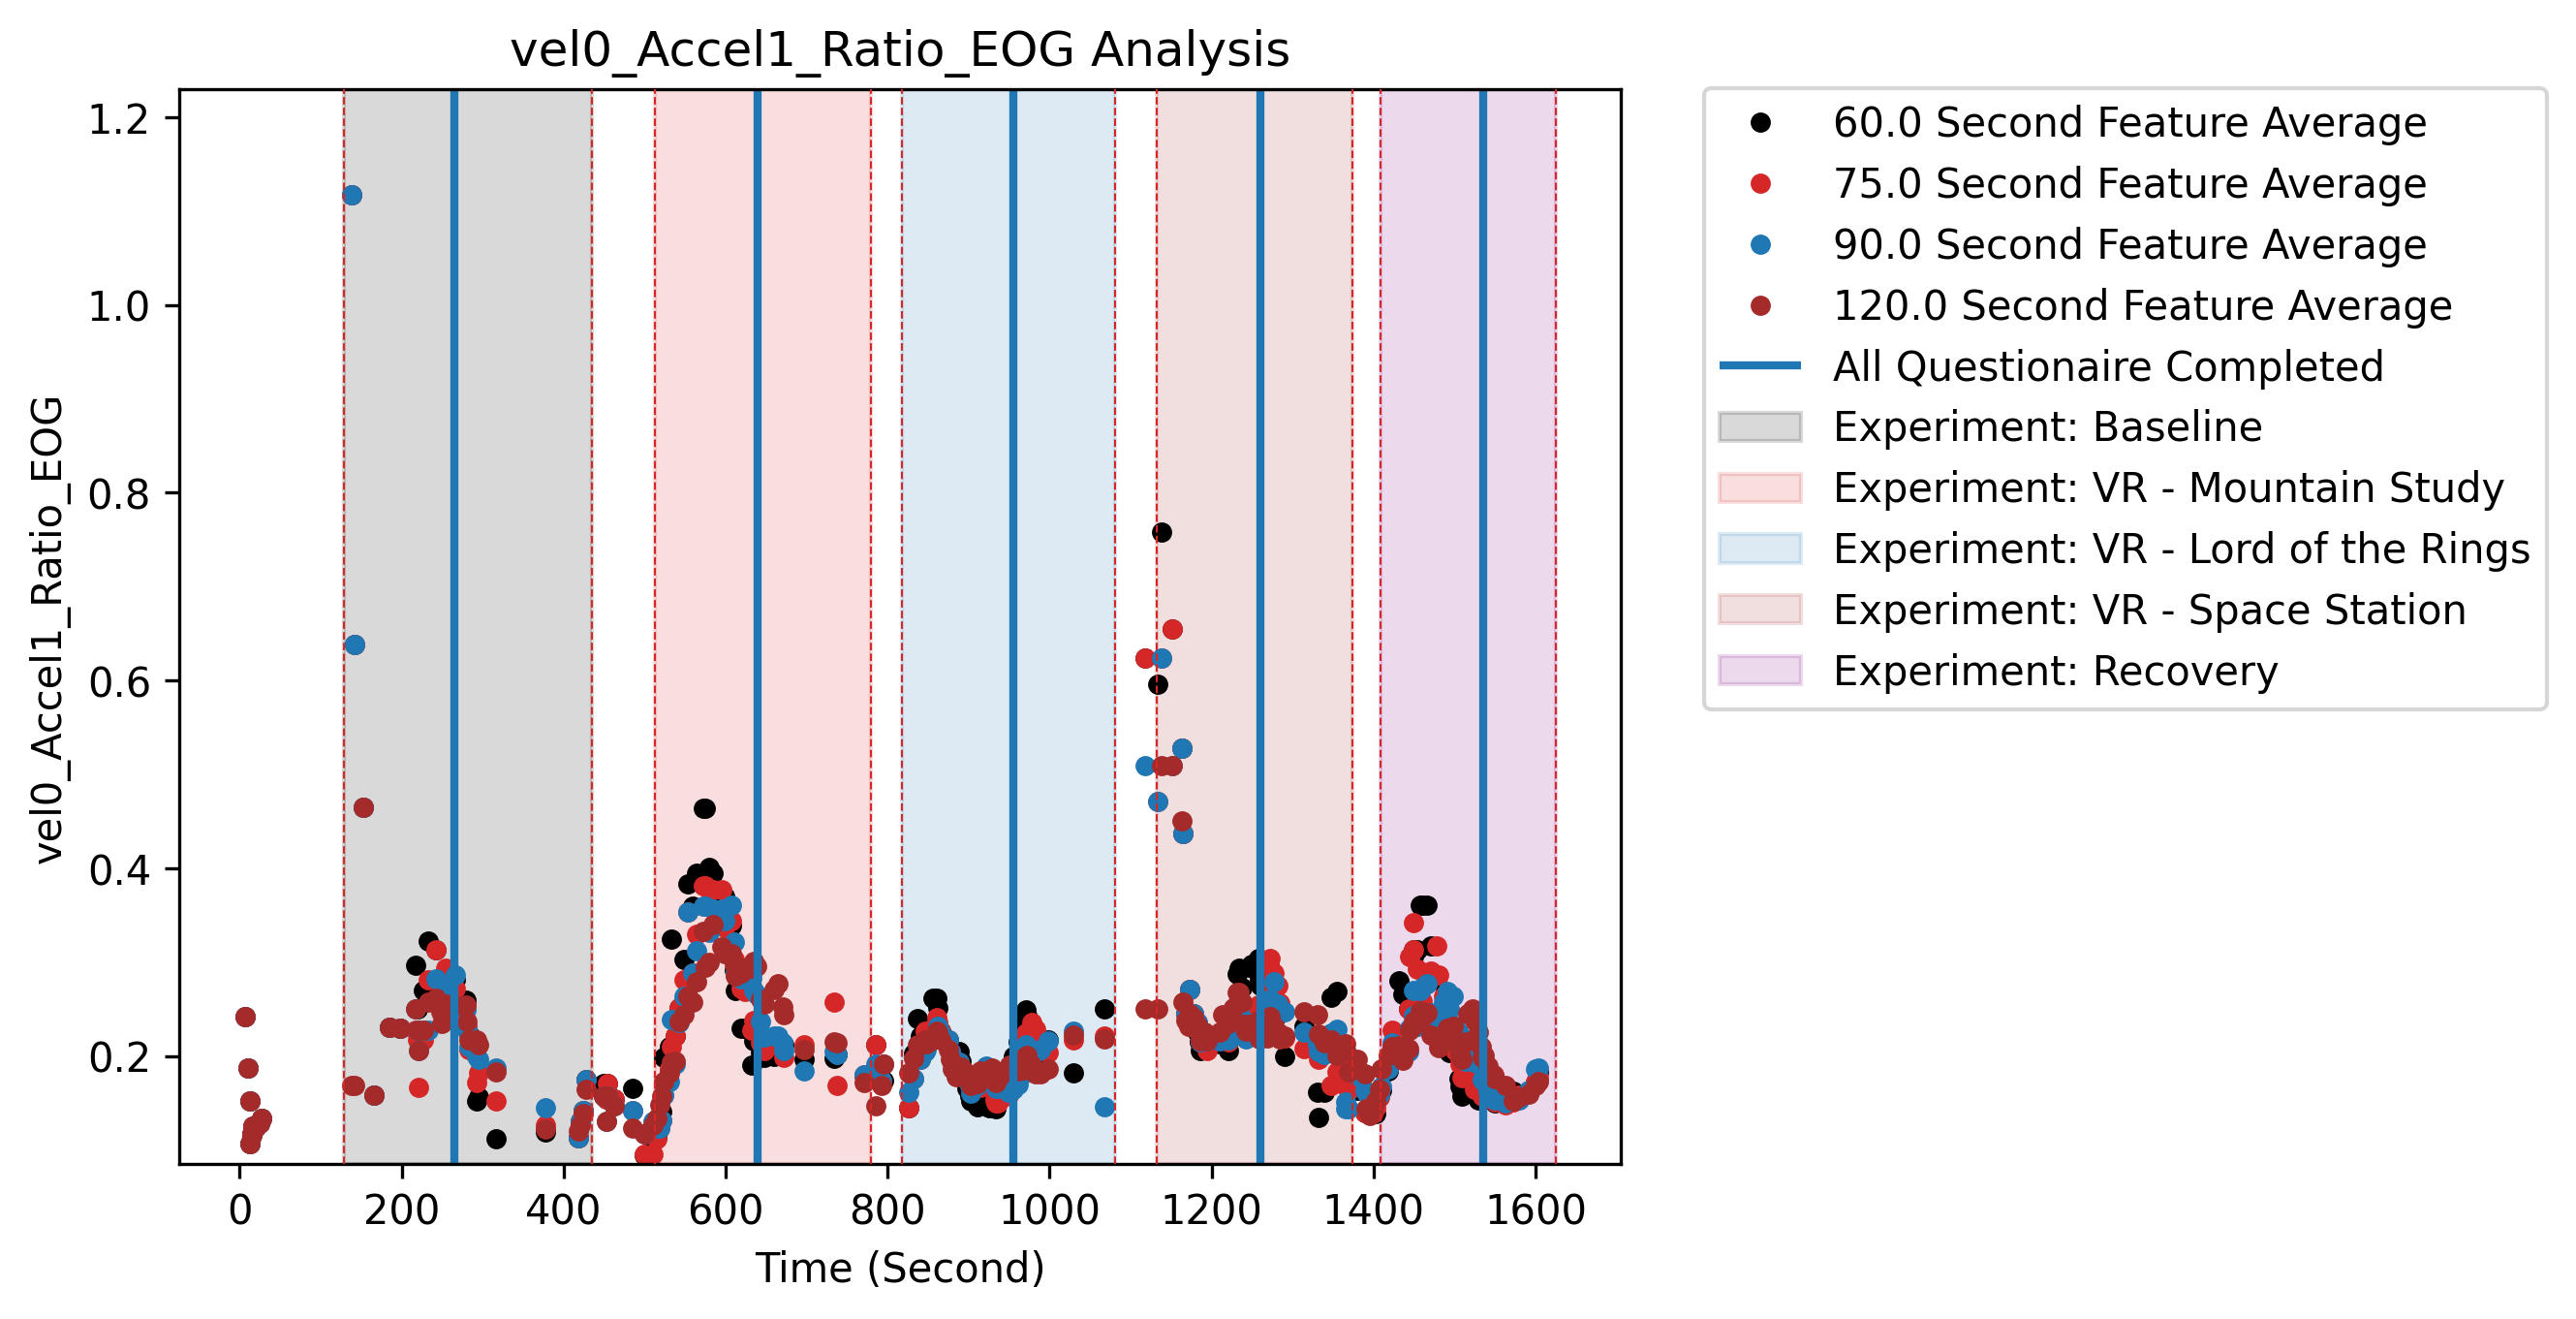 vel0_Accel1_Ratio_EOG Analysis
vel0_Accel1_Ratio_EOG
1.2
1.0
0.8
0.6
0.4
0.2
0 200 400 600 800 1000 1200 1400 1600
Time (Second)
60.0 Second Feature Average
75.0 Second Feature Average
90.0 Second Feature Average
120.0 Second Feature Average
All Questionaire Completed
Experiment: Baseline
Experiment: VR - Mountain Study
Experiment: VR - Lord of the Rings
Experiment: VR - Space Station
Experiment: Recovery